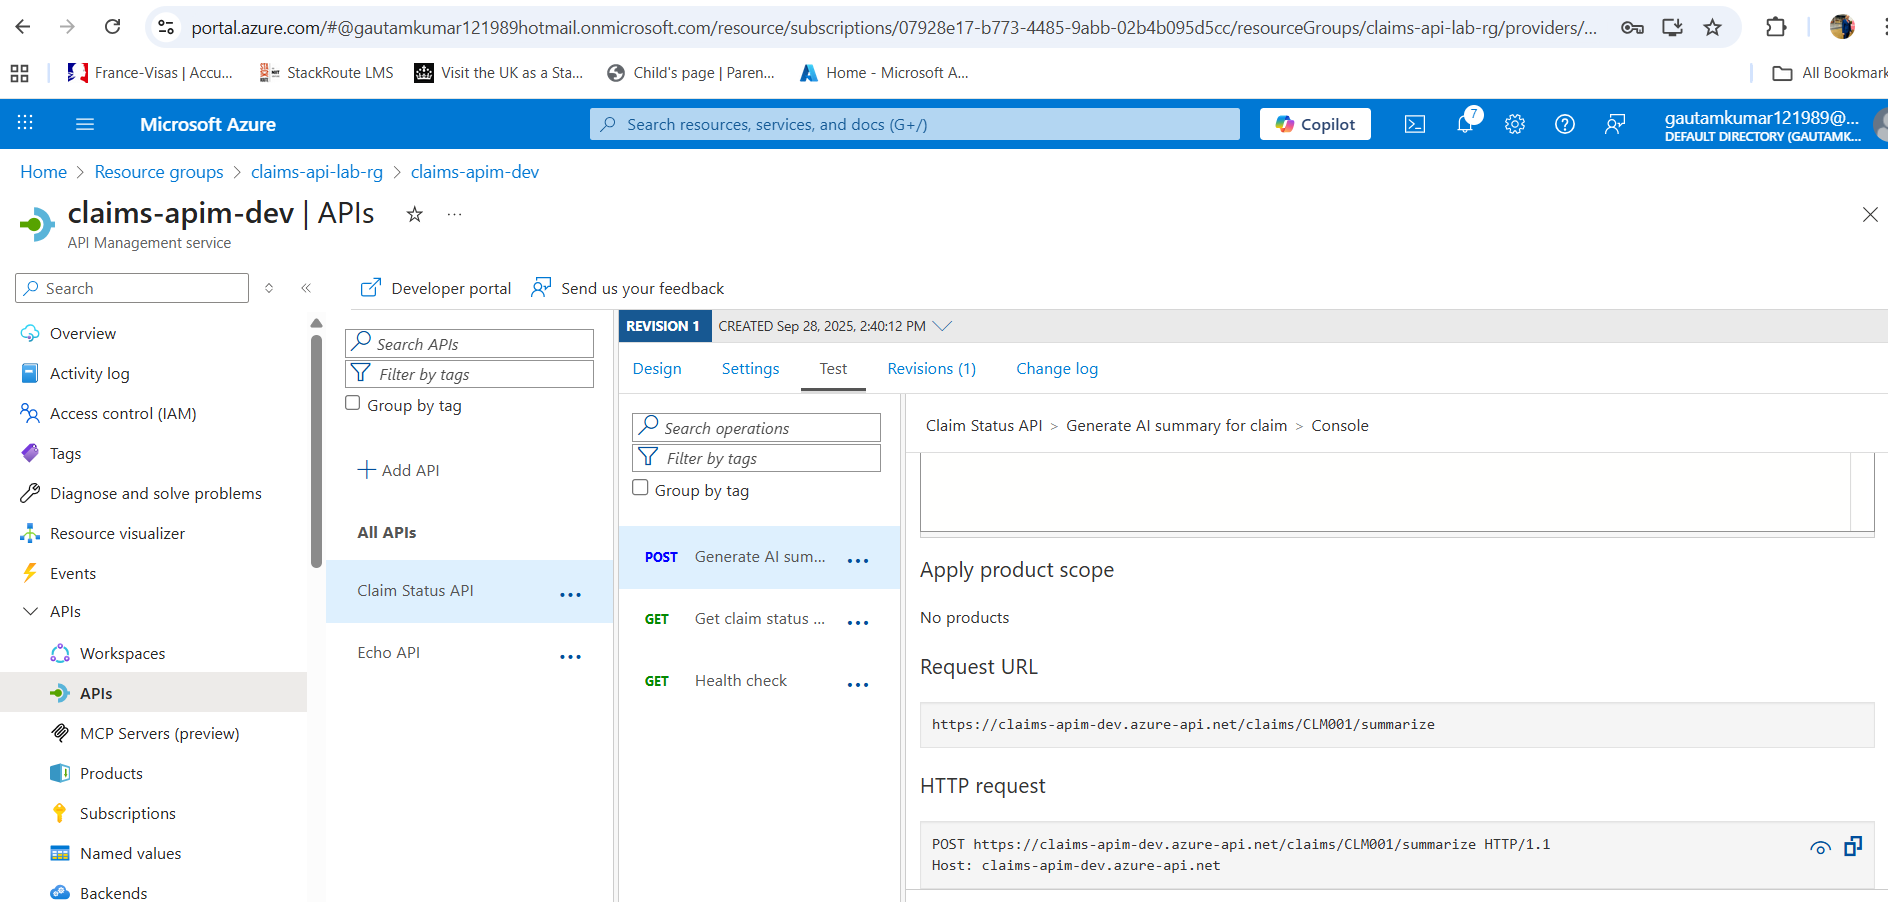 portal.azure.com/#@gautamkumar121989hotmail.onmicrosoft.com/resource/subscriptions/07928e17-b773-4485-9abb-02b4b095d5cc/resourceGroups/claims-api-lab-rg/providers/...
France-Visas | Accu...
StackRoute LMS
Visit the UK as a Sta...
Child's page | Paren...
Home - Microsoft A...
All Bookmark
Microsoft Azure
Search resources, services, and docs (G+/)
Copilot
7
gautamkumar121989@...
DEFAULT DIRECTORY (GAUTAMK...
Home > Resource groups > claims-api-lab-rg > claims-apim-dev
claims-apim-dev | APIs
...
API Management service
Search
Developer portal
Send us your feedback
Overview
Activity log
Access control (IAM)
Tags
Diagnose and solve problems
Resource visualizer
Events
APIs
Workspaces
APIs
MCP Servers (preview)
Products
Subscriptions
Named values
Backends
Search APIs
Filter by tags
Group by tag
Add API
All APIs
Claim Status API ...
Echo API ...
REVISION 1 CREATED Sep 28, 2025, 2:40:12 PM
Design
Settings
Test
Revisions (1)
Change log
Search operations
Filter by tags
Group by tag
POST Generate AI sum... ...
GET Get claim status ... ...
GET Health check ...
Claim Status API > Generate AI summary for claim > Console
Apply product scope
No products
Request URL
https://claims-apim-dev.azure-api.net/claims/CLM001/summarize
HTTP request
POST https://claims-apim-dev.azure-api.net/claims/CLM001/summarize HTTP/1.1
Host: claims-apim-dev.azure-api.net